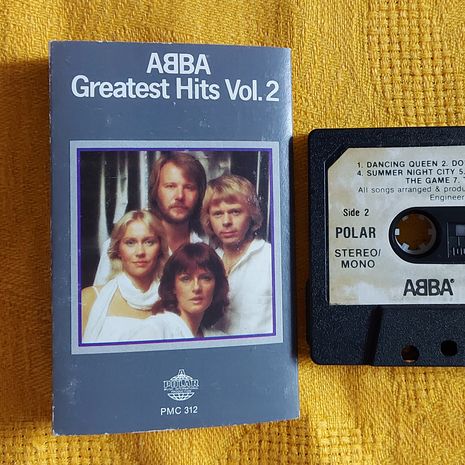 ABBA
Greatest Hits Vol. 2
POLAR
PMC 312
1. DANCING QUEEN 2. DO
4. SUMMER NIGHT CITY 5.
THE GAME 7.
All songs arranged & produ
Engineer
Side 2
POLAR
STEREO/
MONO
ABBA